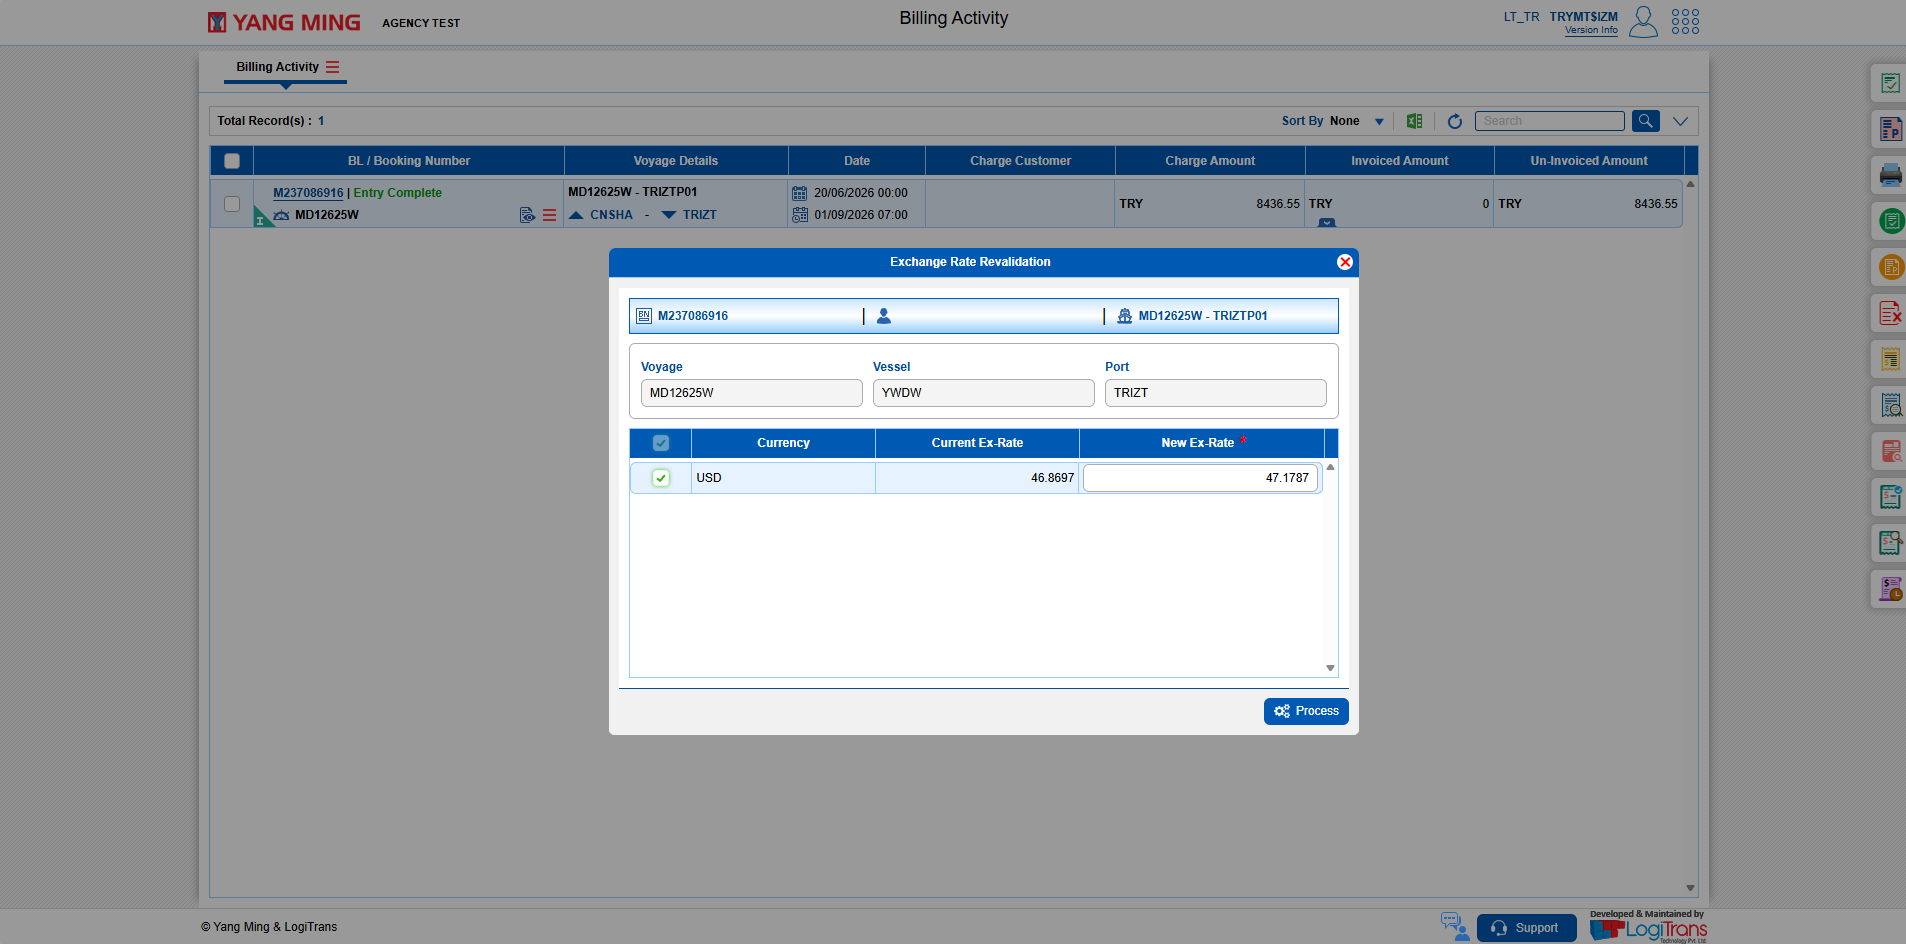 YANG MING AGENCY TEST
Billing Activity
LT_TR TRYMT$IZM
Version Info
Billing Activity
Total Record(s) : 1
Sort By None
Search
BL / Booking Number Voyage Details Date Charge Customer Charge Amount Invoiced Amount Un-Invoiced Amount
M237086916 | Entry Complete MD12625W - TRIZTP01 20/06/2026 00:00
TRY 8436.55 TRY 0 TRY 8436.55
I MD12625W CNSHA - TRIZT 01/09/2026 07:00
Exchange Rate Revalidation
BN M237086916 | | MD12625W - TRIZTP01
Voyage Vessel Port
MD12625W YWDW TRIZT
Currency Current Ex-Rate New Ex-Rate *
USD 46.8697 47.1787
Process
© Yang Ming & LogiTrans
Support
Developed & Maintained by
LogiTrans
Technology Pvt. Ltd.